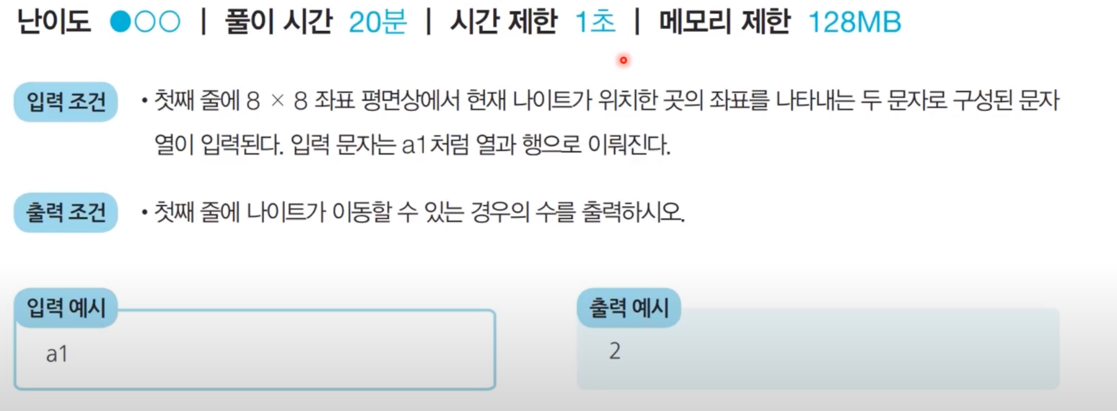 난이도 ●○○ | 풀이 시간 20분 | 시간 제한 1초 | 메모리 제한 128MB
입력 조건 • 첫째 줄에 8 × 8 좌표 평면상에서 현재 나이트가 위치한 곳의 좌표를 나타내는 두 문자로 구성된 문자
열이 입력된다. 입력 문자는 a1처럼 열과 행으로 이뤄진다.
출력 조건 • 첫째 줄에 나이트가 이동할 수 있는 경우의 수를 출력하시오.
입력 예시
a1
출력 예시
2